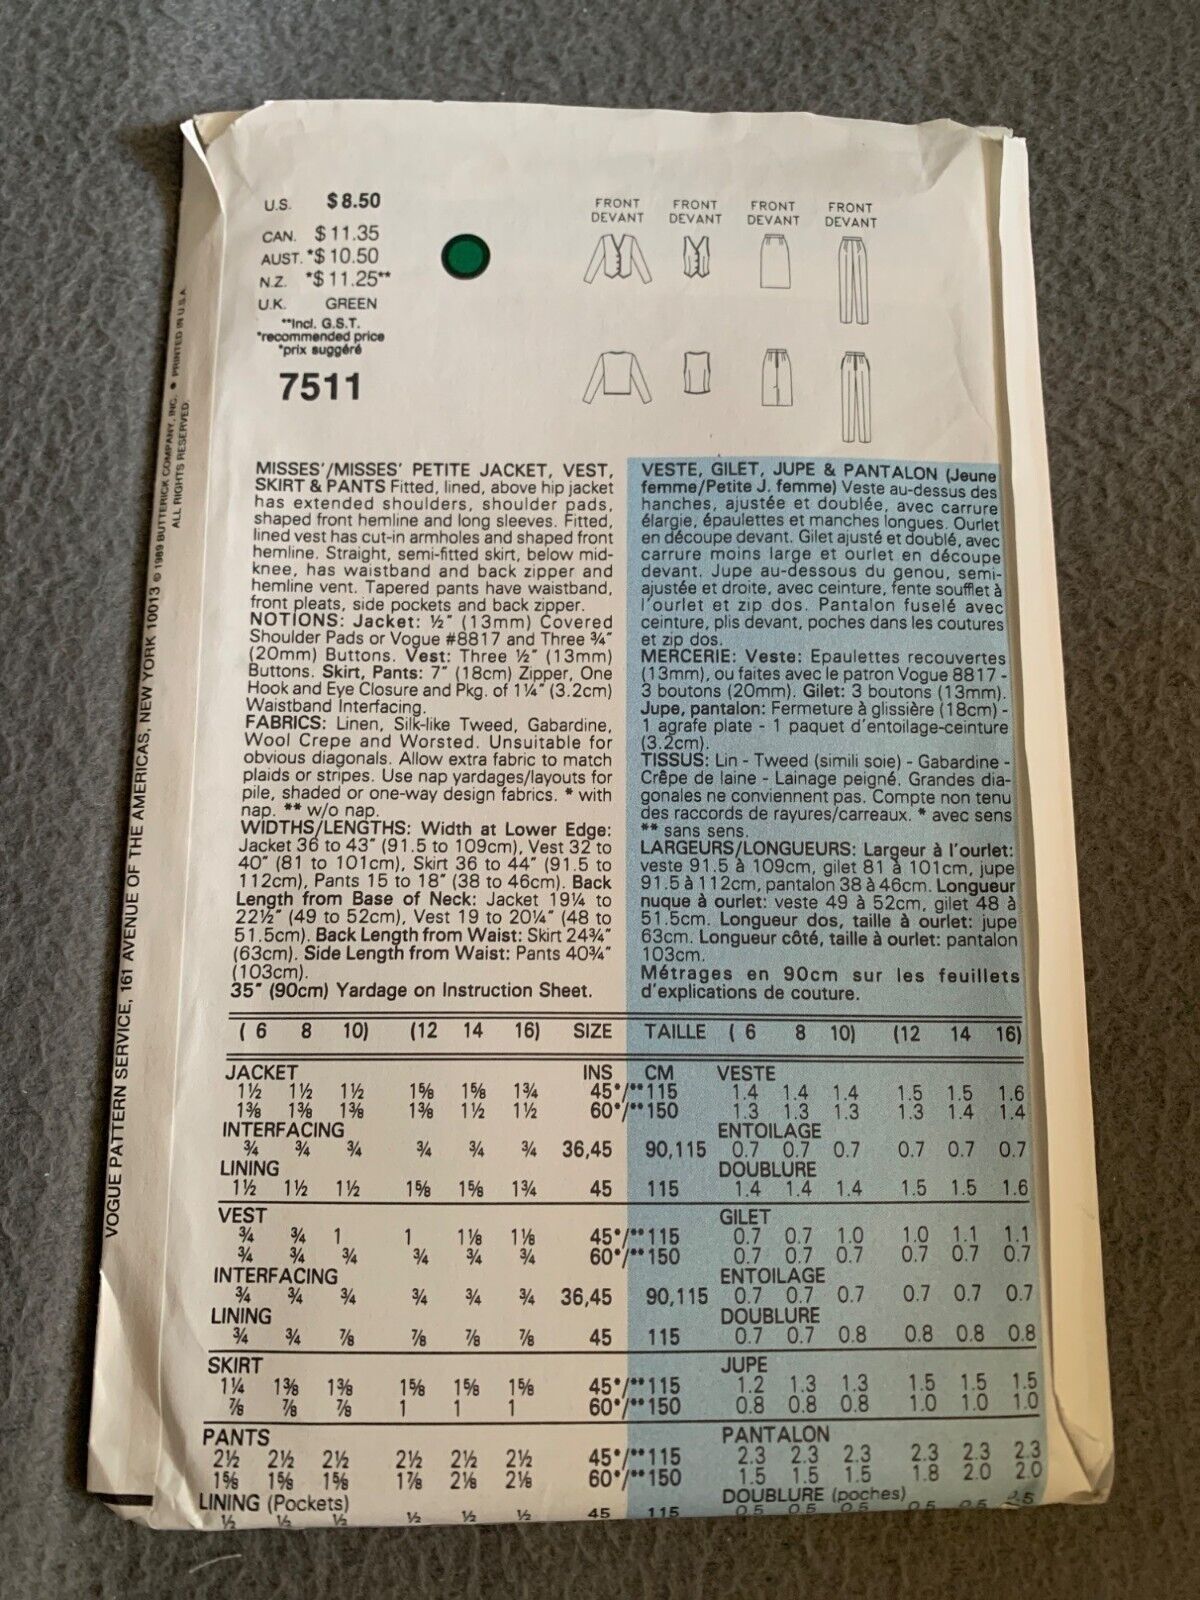 U.S. $8.50
CAN. $11.35
AUST. *$10.50
N.Z. *$11.25**
U.K. GREEN
**Incl. G.S.T.
*recommended price
*prix suggéré
7511
FRONT DEVANT
FRONT DEVANT
FRONT DEVANT
FRONT DEVANT
VOGUE PATTERN SERVICE, 161 AVENUE OF THE AMERICAS, NEW YORK 10013 © 1989 BUTTERICK COMPANY, INC. ● PRINTED IN U.S.A.
ALL RIGHTS RESERVED
MISSES'/MISSES' PETITE JACKET, VEST,
SKIRT & PANTS Fitted, lined, above hip jacket
has extended shoulders, shoulder pads,
shaped front hemline and long sleeves. Fitted,
lined vest has cut-in armholes and shaped front
hemline. Straight, semi-fitted skirt, below mid-
knee, has waistband and back zipper and
hemline vent. Tapered pants have waistband,
front pleats, side pockets and back zipper.
NOTIONS: Jacket: ½" (13mm) Covered
Shoulder Pads or Vogue #8817 and Three ¾"
(20mm) Buttons. Vest: Three ½" (13mm)
Buttons. Skirt, Pants: 7" (18cm) Zipper, One
Hook and Eye Closure and Pkg. of 1¼" (3.2cm)
Waistband Interfacing.
FABRICS: Linen, Silk-like Tweed, Gabardine,
Wool Crepe and Worsted. Unsuitable for
obvious diagonals. Allow extra fabric to match
plaids or stripes. Use nap yardages/layouts for
pile, shaded or one-way design fabrics. * with
nap. ** w/o nap.
WIDTHS/LENGTHS: Width at Lower Edge:
Jacket 36 to 43" (91.5 to 109cm), Vest 32 to
40" (81 to 101cm), Skirt 36 to 44" (91.5 to
112cm), Pants 15 to 18" (38 to 46cm). Back
Length from Base of Neck: Jacket 19¼ to
22½" (49 to 52cm), Vest 19 to 20¼" (48 to
51.5cm). Back Length from Waist: Skirt 24¾"
(63cm). Side Length from Waist: Pants 40¾"
(103cm).
35" (90cm) Yardage on Instruction Sheet.
VESTE, GILET, JUPE & PANTALON (Jeune
femme/Petite J. femme) Veste au-dessus des
hanches, ajustée et doublée, avec carrure
élargie, épaulettes et manches longues. Ourlet
en découpe devant. Gilet ajusté et doublé, avec
carrure moins large et ourlet en découpe
devant. Jupe au-dessous du genou, semi-
ajustée et droite, avec ceinture, fente soufflet à
l'ourlet et zip dos. Pantalon fuselé avec
ceinture, plis devant, poches dans les coutures
et zip dos.
MERCERIE: Veste: Epaulettes recouvertes
(13mm), ou faites avec le patron Vogue 8817 -
3 boutons (20mm). Gilet: 3 boutons (13mm).
Jupe, pantalon: Fermeture à glissière (18cm) -
1 agrafe plate - 1 paquet d'entoilage-ceinture
(3.2cm).
TISSUS: Lin - Tweed (simili soie) - Gabardine -
Crêpe de laine - Lainage peigné. Grandes dia-
gonales ne conviennent pas. Compte non tenu
des raccords de rayures/carreaux. * avec sens
** sans sens.
LARGEURS/LONGUEURS: Largeur à l'ourlet:
veste 91.5 à 109cm, gilet 81 à 101cm, jupe
91.5 à 112cm, pantalon 38 à 46cm. Longueur
nuque à ourlet: veste 49 à 52cm, gilet 48 à
51.5cm. Longueur dos, taille à ourlet: jupe
63cm. Longueur côté, taille à ourlet: pantalon
103cm.
Métrages en 90cm sur les feuillets
d'explications de couture.
(6 8 10) (12 14 16) SIZE TAILLE (6 8 10) (12 14 16)
JACKET INS CM VESTE
1½ 1½ 1½ 1⅝ 1⅝ 1¾ 45*/**115 1.4 1.4 1.4 1.5 1.5 1.6
1⅜ 1⅜ 1⅜ 1⅜ 1½ 1½ 60*/**150 1.3 1.3 1.3 1.3 1.4 1.4
INTERFACING ENTOILAGE
¾ ¾ ¾ ¾ ¾ ¾ 36,45 90,115 0.7 0.7 0.7 0.7 0.7 0.7
LINING DOUBLURE
1½ 1½ 1½ 1⅝ 1⅝ 1¾ 45 115 1.4 1.4 1.4 1.5 1.5 1.6
VEST GILET
¾ ¾ 1 1 1⅛ 1⅛ 45*/**115 0.7 0.7 1.0 1.0 1.1 1.1
¾ ¾ ¾ ¾ ¾ ¾ 60*/**150 0.7 0.7 0.7 0.7 0.7 0.7
INTERFACING ENTOILAGE
¾ ¾ ¾ ¾ ¾ ¾ 36,45 90,115 0.7 0.7 0.7 0.7 0.7 0.7
LINING DOUBLURE
¾ ¾ ⅞ ⅞ ⅞ ⅞ 45 115 0.7 0.7 0.8 0.8 0.8 0.8
SKIRT JUPE
1¼ 1⅜ 1⅜ 1⅝ 1⅝ 1⅝ 45*/**115 1.2 1.3 1.3 1.5 1.5 1.5
⅞ ⅞ ⅞ 1 1 1 60*/**150 0.8 0.8 0.8 1.0 1.0 1.0
PANTS PANTALON
2½ 2½ 2½ 2½ 2½ 2½ 45*/**115 2.3 2.3 2.3 2.3 2.3 2.3
1⅝ 1⅝ 1⅝ 1⅞ 2⅛ 2⅛ 60*/**150 1.5 1.5 1.5 1.8 2.0 2.0
LINING (Pockets) DOUBLURE (poches)
½ ½ ½ ½ ½ ½ 45 115 0.5 0.5 0.5 0.5 0.5 0.5